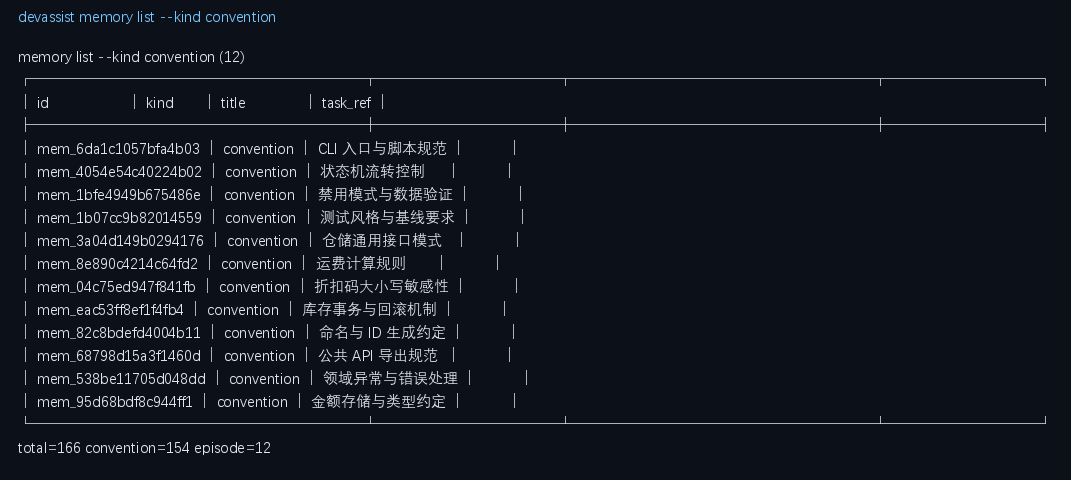 devassist memory list --kind convention
memory list --kind convention (12)
id | kind | title | task_ref
mem_6da1c1057bfa4b03 | convention | CLI 入口与脚本规范
mem_4054e54c40224b02 | convention | 状态机流转控制
mem_1bfe4949b675486e | convention | 禁用模式与数据验证
mem_1b07cc9b82014559 | convention | 测试风格与基线要求
mem_3a04d149b0294176 | convention | 仓储通用接口模式
mem_8e890c4214c64fd2 | convention | 运费计算规则
mem_04c75ed947f841fb | convention | 折扣码大小写敏感性
mem_eac53ff8ef1f4fb4 | convention | 库存事务与回滚机制
mem_82c8bdefd4004b11 | convention | 命名与 ID 生成约定
mem_68798d15a3f1460d | convention | 公共 API 导出规范
mem_538be11705d048dd | convention | 领域异常与错误处理
mem_95d68bdf8c944ff1 | convention | 金额存储与类型约定
total=166 convention=154 episode=12